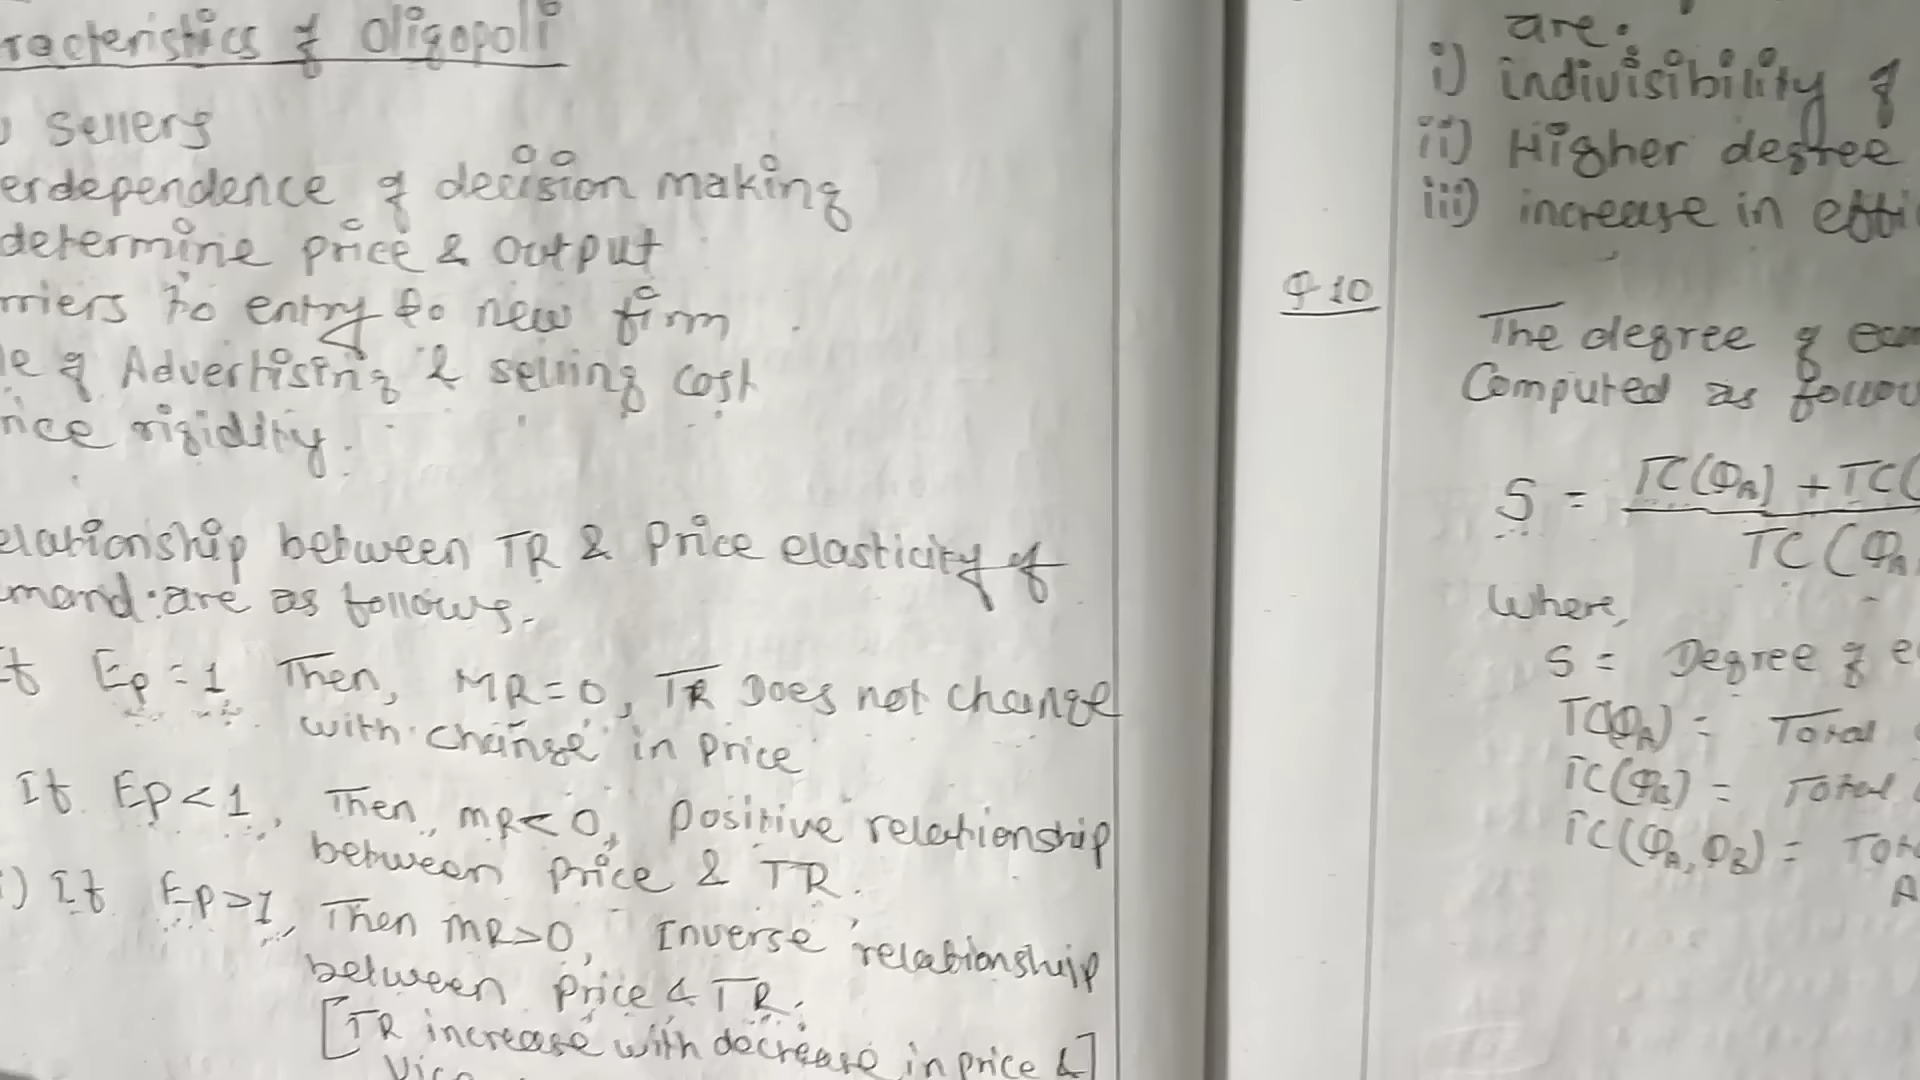 racteristics of Oligopoli
sellers
erdependence of decision making
determine price & output
rriers to entry to new firm
le of Advertising & selling cost
rice rigidity.
elationship between TR & Price elasticity of
mand are as follows.
If Ep = 1 Then, MR = 0, TR Does not change
with change in price
If Ep < 1, Then, MR < 0, Positive relationship
between Price & TR.
i) If Ep > 1, Then MR > 0, Inverse relationship
between Price & TR.
[TR increase with decrease in price &]
Vice
are.
i) indivisibility of
ii) Higher degree
iii) increase in effi
Q 10
The degree of econ
Computed as follow
S = TC(QA) + TC(
TC (QA,
Where,
S = Degree of e
TC(QA) = Total
TC(QB) = Total
TC(QA, QB) = Tot
A